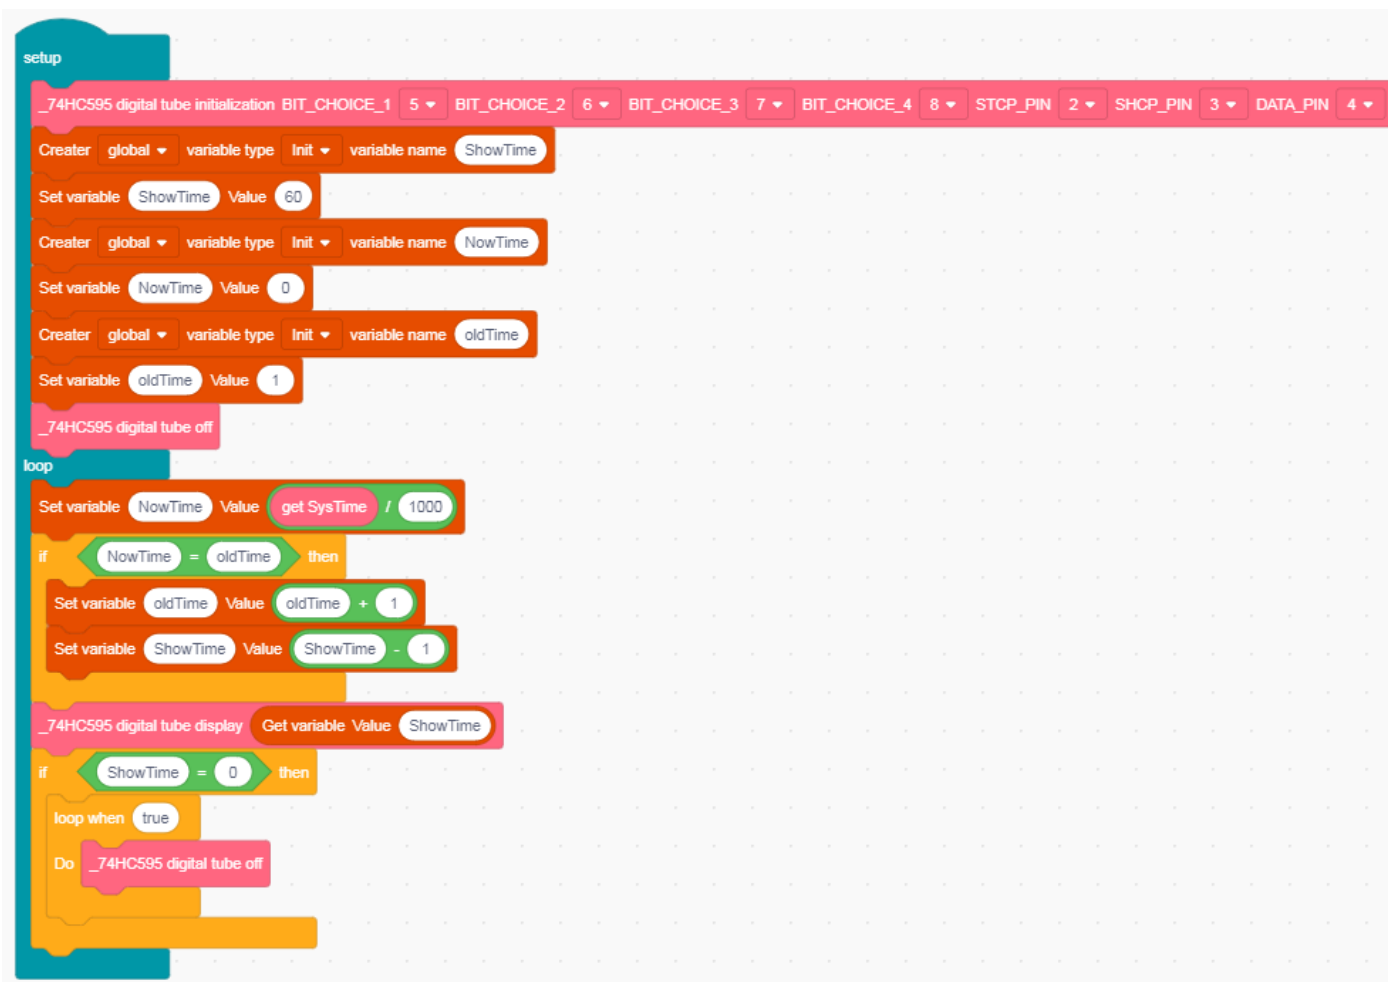 setup
_74HC595 digital tube initialization BIT_CHOICE_1 5 BIT_CHOICE_2 6 BIT_CHOICE_3 7 BIT_CHOICE_4 8 STCP_PIN 2 SHCP_PIN 3 DATA_PIN 4
Creater global variable type Init variable name ShowTime
Set variable ShowTime Value 60
Creater global variable type Init variable name NowTime
Set variable NowTime Value 0
Creater global variable type Init variable name oldTime
Set variable oldTime Value 1
_74HC595 digital tube off
loop
Set variable NowTime Value get SysTime / 1000
if NowTime = oldTime then
Set variable oldTime Value oldTime + 1
Set variable ShowTime Value ShowTime - 1
_74HC595 digital tube display Get variable Value ShowTime
if ShowTime = 0 then
loop when true
Do _74HC595 digital tube off